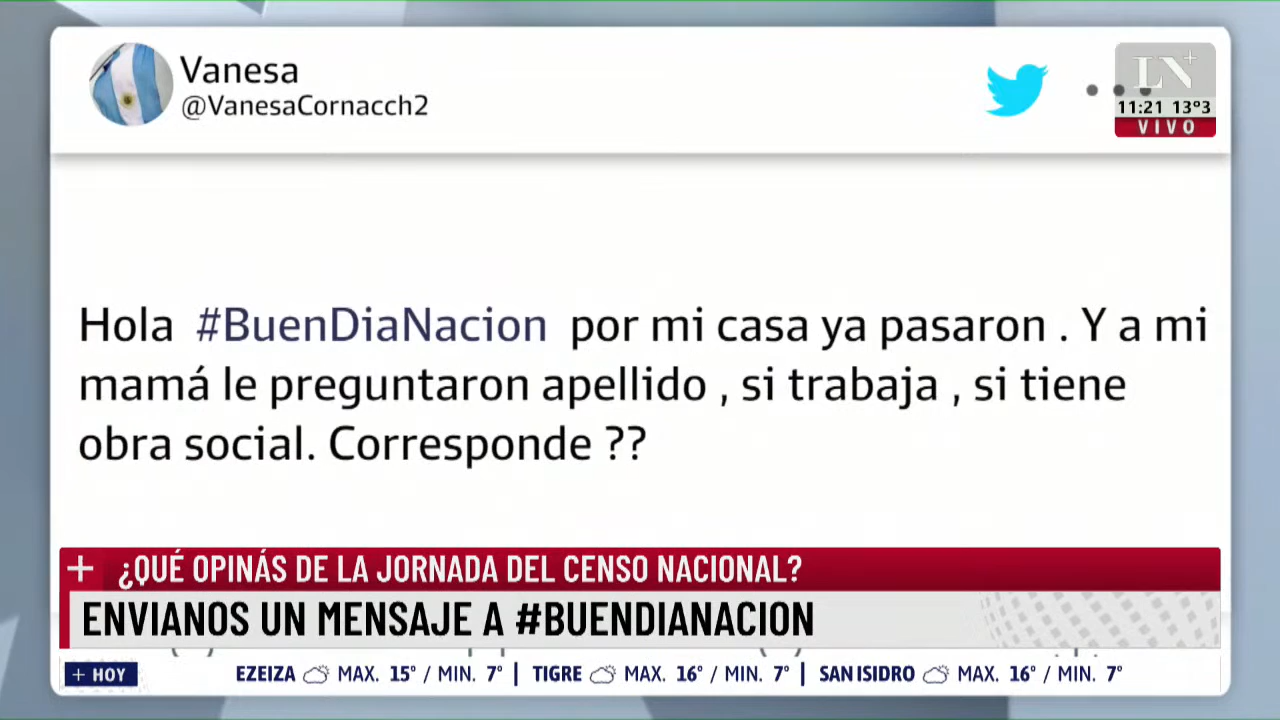 Vanesa
@VanesaCornacch2
LN+
11:21 13°3
VIVO
Hola #BuenDiaNacion por mi casa ya pasaron . Y a mi
mamá le preguntaron apellido , si trabaja , si tiene
obra social. Corresponde ??
+ ¿QUÉ OPINÁS DE LA JORNADA DEL CENSO NACIONAL?
ENVIANOS UN MENSAJE A #BUENDIANACION
+ HOY
EZEIZA MAX. 15° / MIN. 7° | TIGRE MAX. 16° / MIN. 7° | SAN ISIDRO MAX. 16° / MIN. 7°